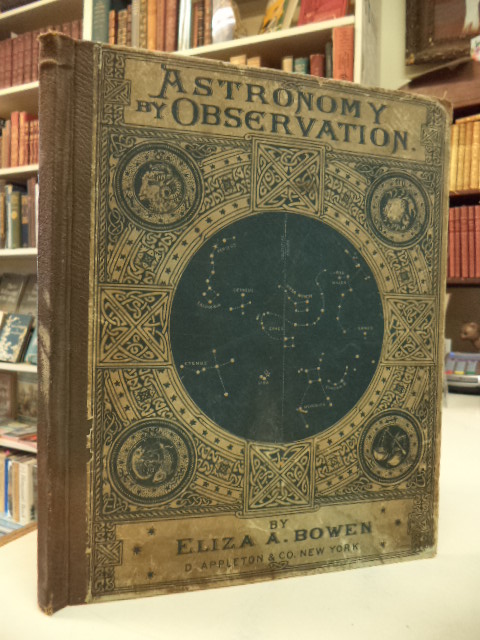 ASTRONOMY
BY OBSERVATION.
BY
ELIZA A. BOWEN
D. APPLETON & CO. NEW YORK